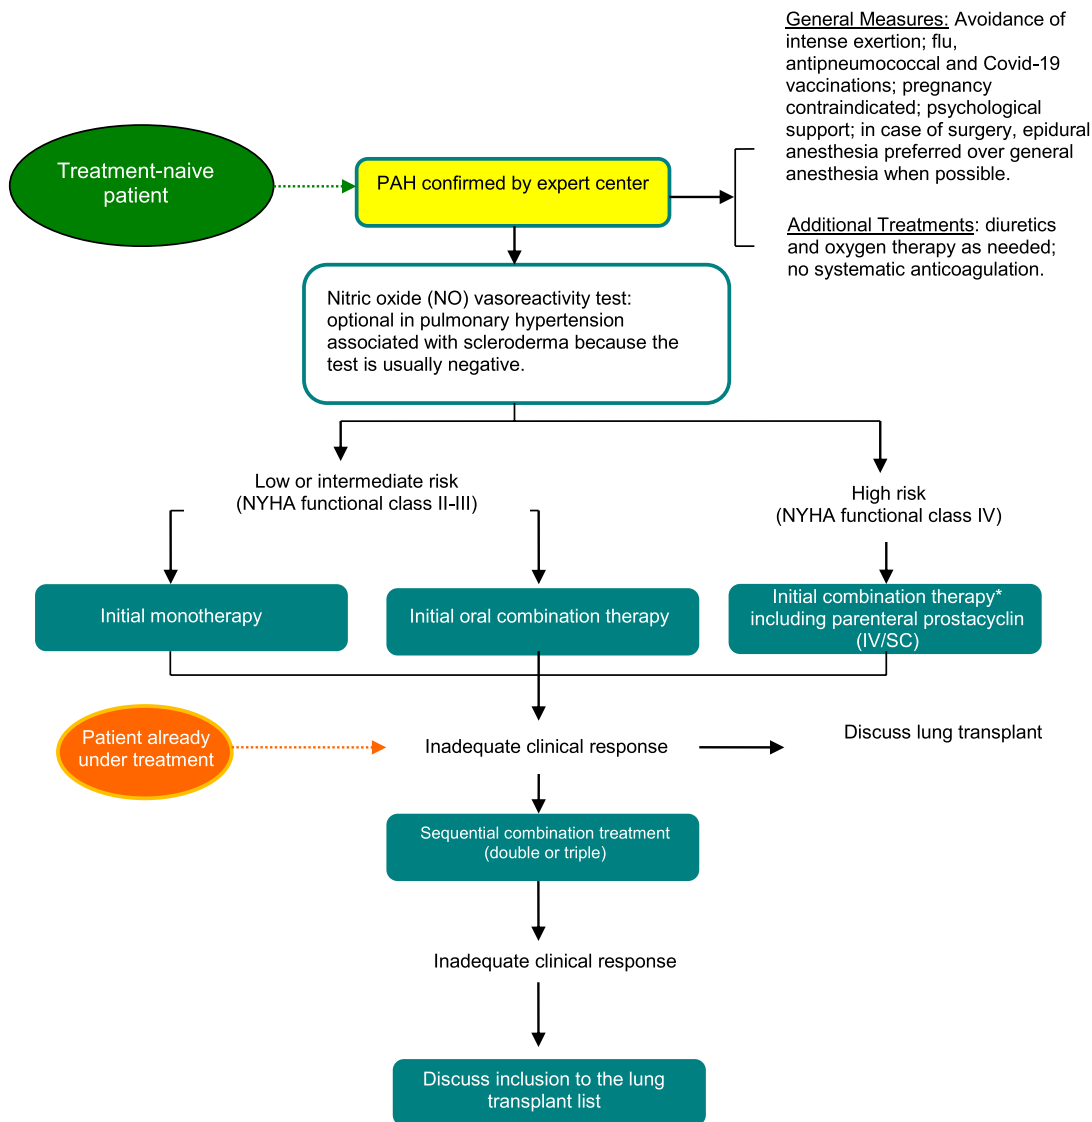 General Measures: Avoidance of
intense exertion; flu,
antipneumococcal and Covid-19
vaccinations; pregnancy
contraindicated; psychological
support; in case of surgery, epidural
anesthesia preferred over general
anesthesia when possible.
Treatment-naive
patient
PAH confirmed by expert center
Additional Treatments: diuretics
and oxygen therapy as needed;
no systematic anticoagulation.
Nitric oxide (NO) vasoreactivity test:
optional in pulmonary hypertension
associated with scleroderma because the
test is usually negative.
Low or intermediate risk
(NYHA functional class II-III)
High risk
(NYHA functional class IV)
Initial monotherapy
Initial oral combination therapy
Initial combination therapy*
including parenteral prostacyclin
(IV/SC)
Patient already
under treatment
Inadequate clinical response
Discuss lung transplant
Sequential combination treatment
(double or triple)
Inadequate clinical response
Discuss inclusion to the lung
transplant list